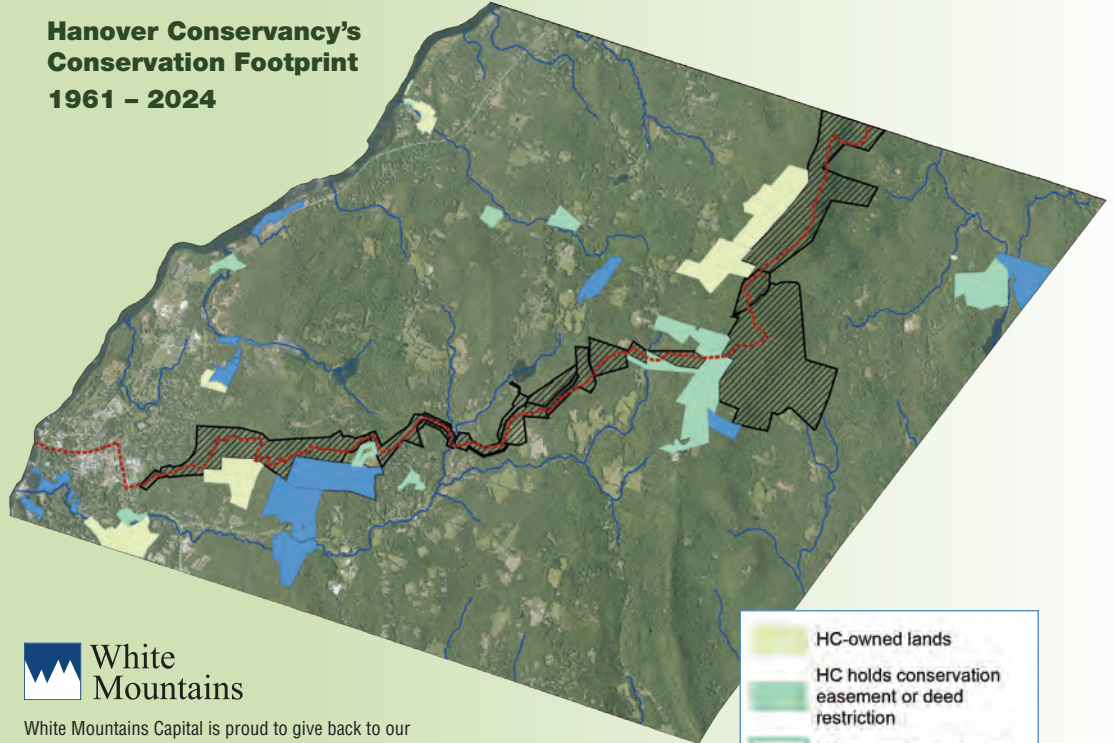 Hanover Conservancy’s
Conservation Footprint
1961 – 2024
HC-owned lands
HC holds conservation
easement or deed
restriction
White
Mountains
White Mountains Capital is proud to give back to our